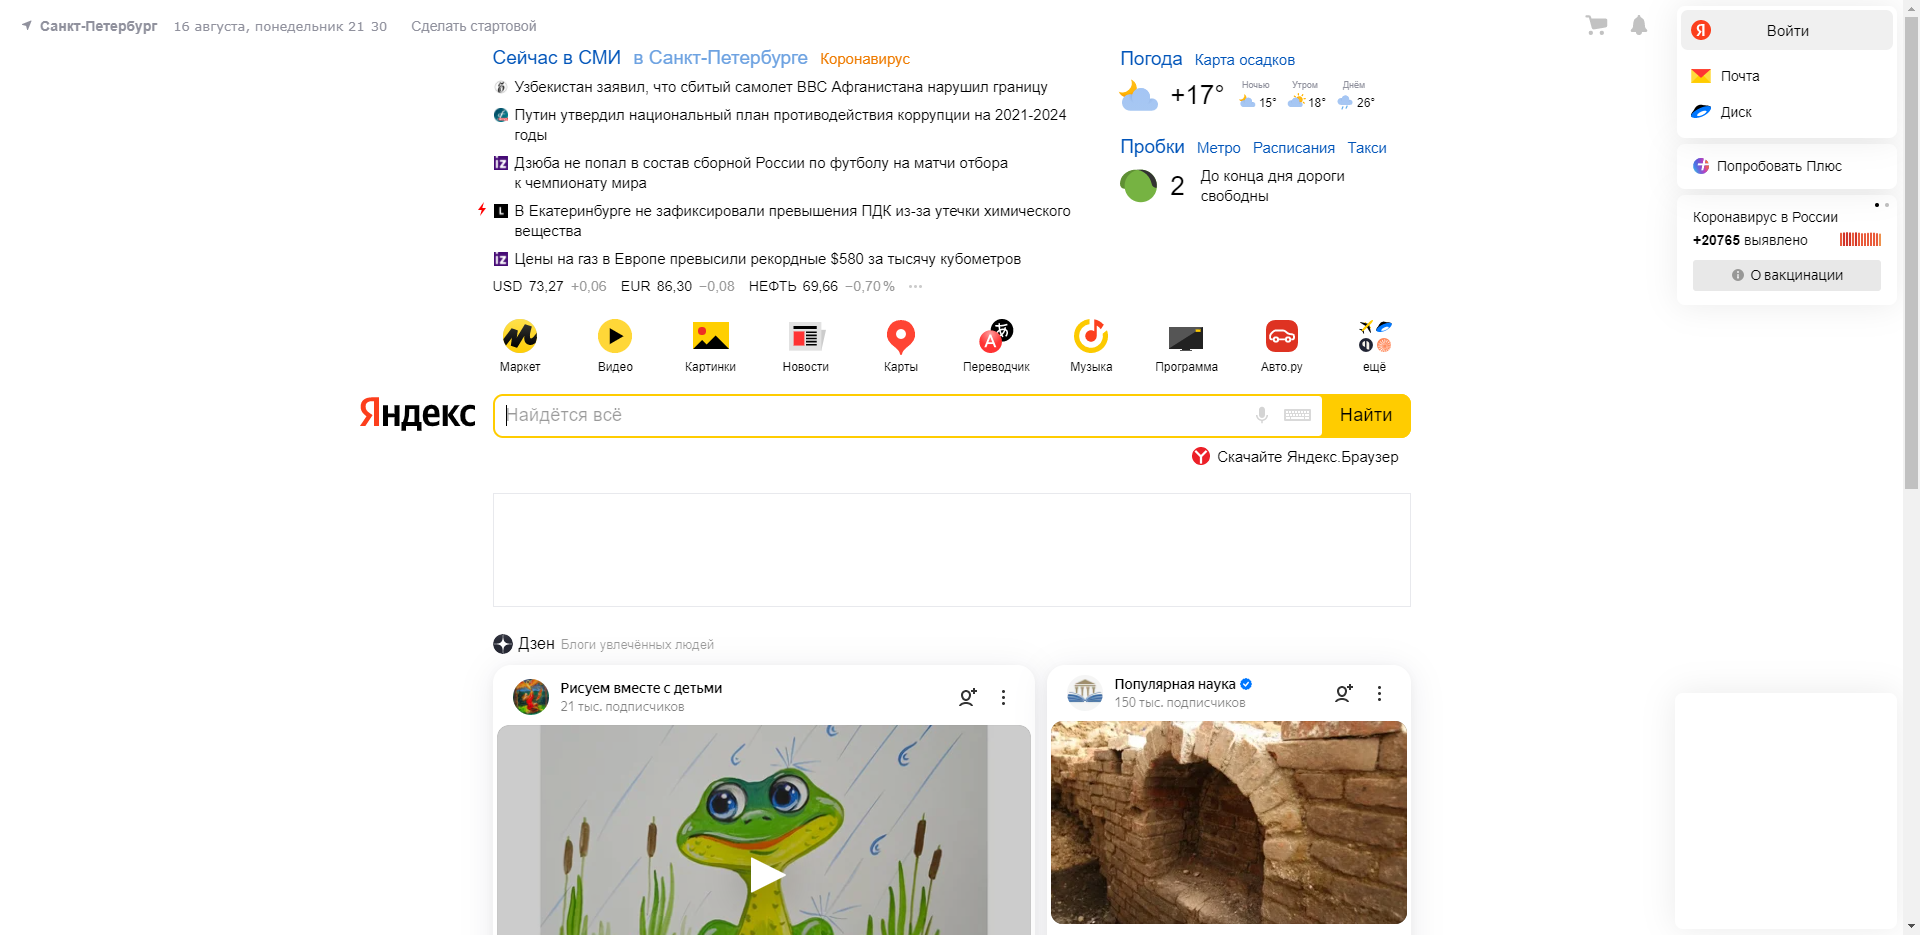 Санкт-Петербург 16 августа, понедельник 21 30 Сделать стартовой
Сейчас в СМИ в Санкт-Петербурге Коронавирус
Узбекистан заявил, что сбитый самолет ВВС Афганистана нарушил границу
Путин утвердил национальный план противодействия коррупции на 2021-2024
годы
Дзюба не попал в состав сборной России по футболу на матчи отбора
к чемпионату мира
В Екатеринбурге не зафиксировали превышения ПДК из-за утечки химического
вещества
Цены на газ в Европе превысили рекордные $580 за тысячу кубометров
USD 73,27 +0,06 EUR 86,30 −0,08 НЕФТЬ 69,66 −0,70% ···
Погода Карта осадков
+17° Ночью 15° Утром 18° Днём 26°
Пробки Метро Расписания Такси
2 До конца дня дороги
свободны
Войти
Почта
Диск
Попробовать Плюс
Коронавирус в России
+20765 выявлено
О вакцинации
Маркет Видео Картинки Новости Карты Переводчик Музыка Программа Авто.ру ещё
Яндекс Найдётся всё Найти
Скачайте Яндекс.Браузер
Дзен Блоги увлечённых людей
Рисуем вместе с детьми
21 тыс. подписчиков
Популярная наука
150 тыс. подписчиков